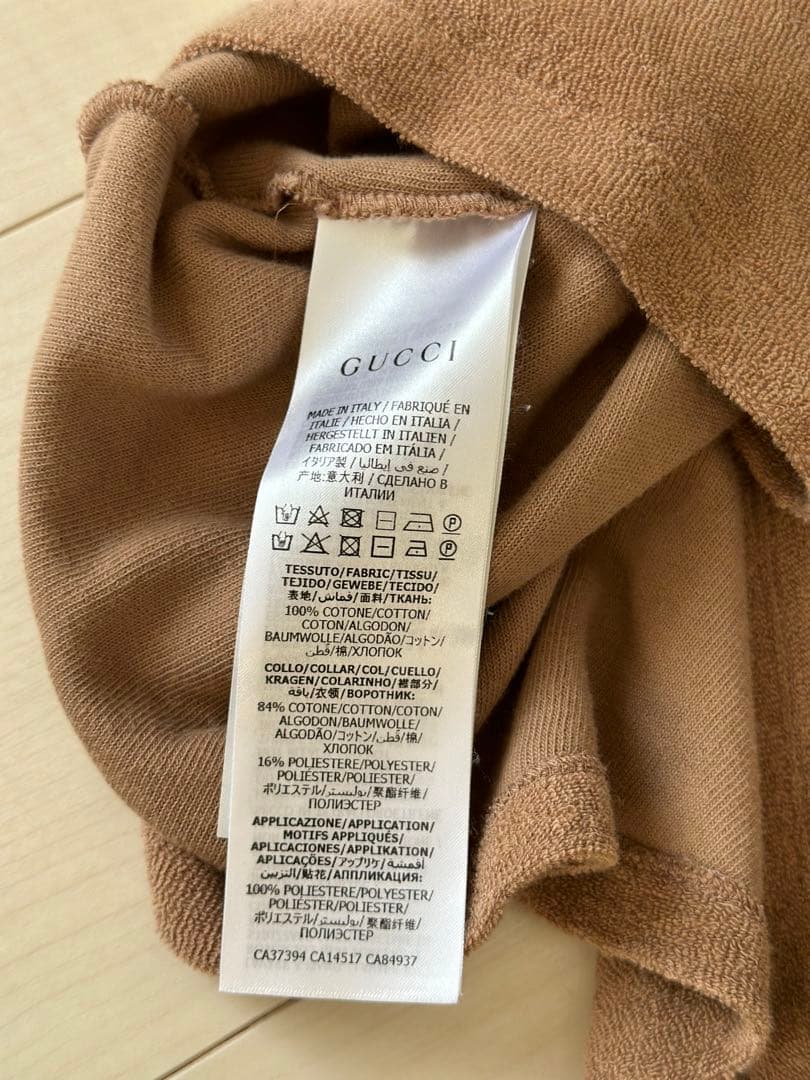 GUCCI
MADE IN ITALY / FABRIQUÉ EN
ITALIE / HECHO EN ITALIA /
HERGESTELLT IN ITALIEN /
FABRICADO EM ITÁLIA /
イタリア製 / صنع في إيطاليا /
产地:意大利 / СДЕЛАНО В
ИТАЛИИ
TESSUTO/FABRIC/TISSU/
TEJIDO/GEWEBE/TECIDO/
表地/قماش/面料/ТКАНЬ:
100% COTONE/COTTON/
COTON/ALGODON/
BAUMWOLLE/ALGODÃO/コットン/
قطن/棉/ХЛОПОК
COLLO/COLLAR/COL/CUELLO/
KRAGEN/COLARINHO/襟部分/
ياقة/衣领/ВОРОТНИК:
84% COTONE/COTTON/COTON/
ALGODON/BAUMWOLLE/
ALGODÃO/コットン/قطن/棉/
ХЛОПОК
16% POLIESTERE/POLYESTER/
POLIÉSTER/POLIÉSTER/
ポリエステル/بوليستر/聚酯纤维/
ПОЛИЭСТЕР
APPLICAZIONE/APPLICATION/
MOTIFS APPLIQUÉS/
APLICACIONES/APPLIKATION/
APLICAÇÕES/アップリケ/أقمشة
التزيين/贴花/АППЛИКАЦИЯ:
100% POLIESTERE/POLYESTER/
POLIÉSTER/POLIÉSTER/
ポリエステル/بوليستر/聚酯纤维/
ПОЛИЭСТЕР
CA37394 CA14517 CA84937